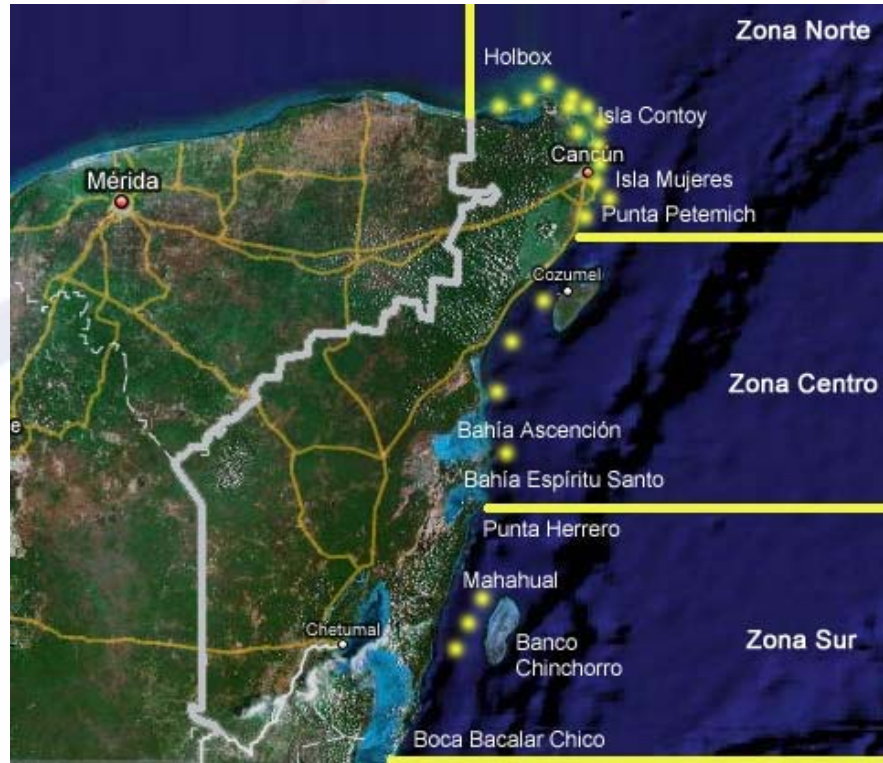 Zona Norte
Holbox
Isla Contoy
Cancún
Mérida
Isla Mujeres
Punta Petemich
Cozumel
Zona Centro
e
Bahía Ascención
Bahía Espíritu Santo
Punta Herrero
Mahahual
Chetumal
Zona Sur
Banco
Chinchorro
Boca Bacalar Chico